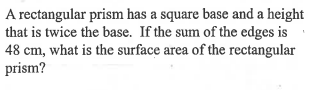 A rectangular prism has a square base and a height
that is twice the base.  If the sum of the edges is
48 cm, what is the surface area of the rectangular
prism?